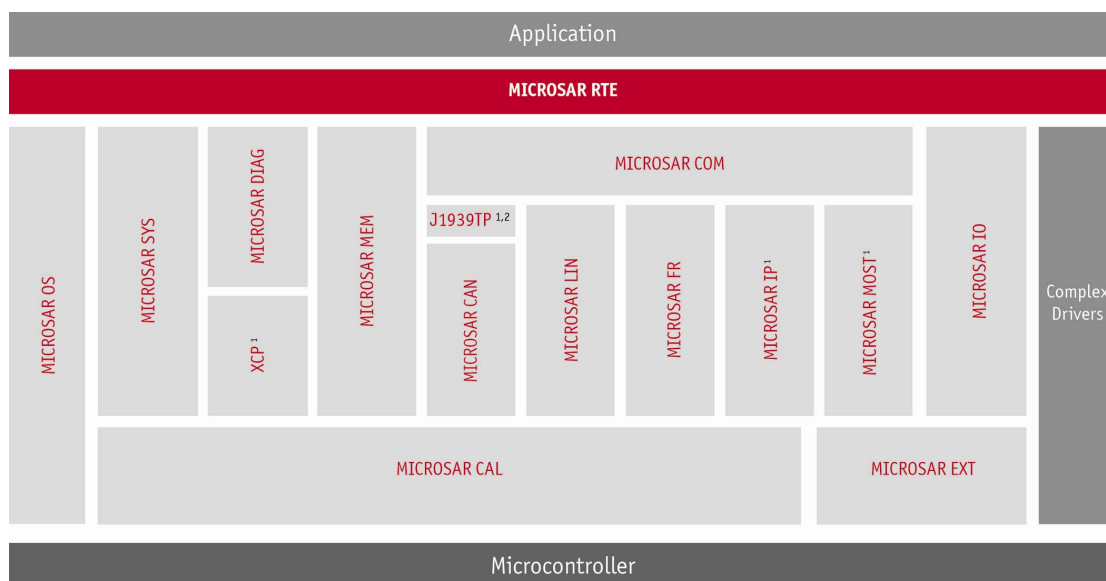 Application
MICROSAR RTE
MICROSAR OS
MICROSAR SYS
MICROSAR DIAG
XCP ¹
MICROSAR MEM
MICROSAR COM
J1939TP ¹,²
MICROSAR CAN
MICROSAR LIN
MICROSAR FR
MICROSAR IP ¹
MICROSAR MOST ¹
MICROSAR IO
Complex
Drivers
MICROSAR CAL
MICROSAR EXT
Microcontroller